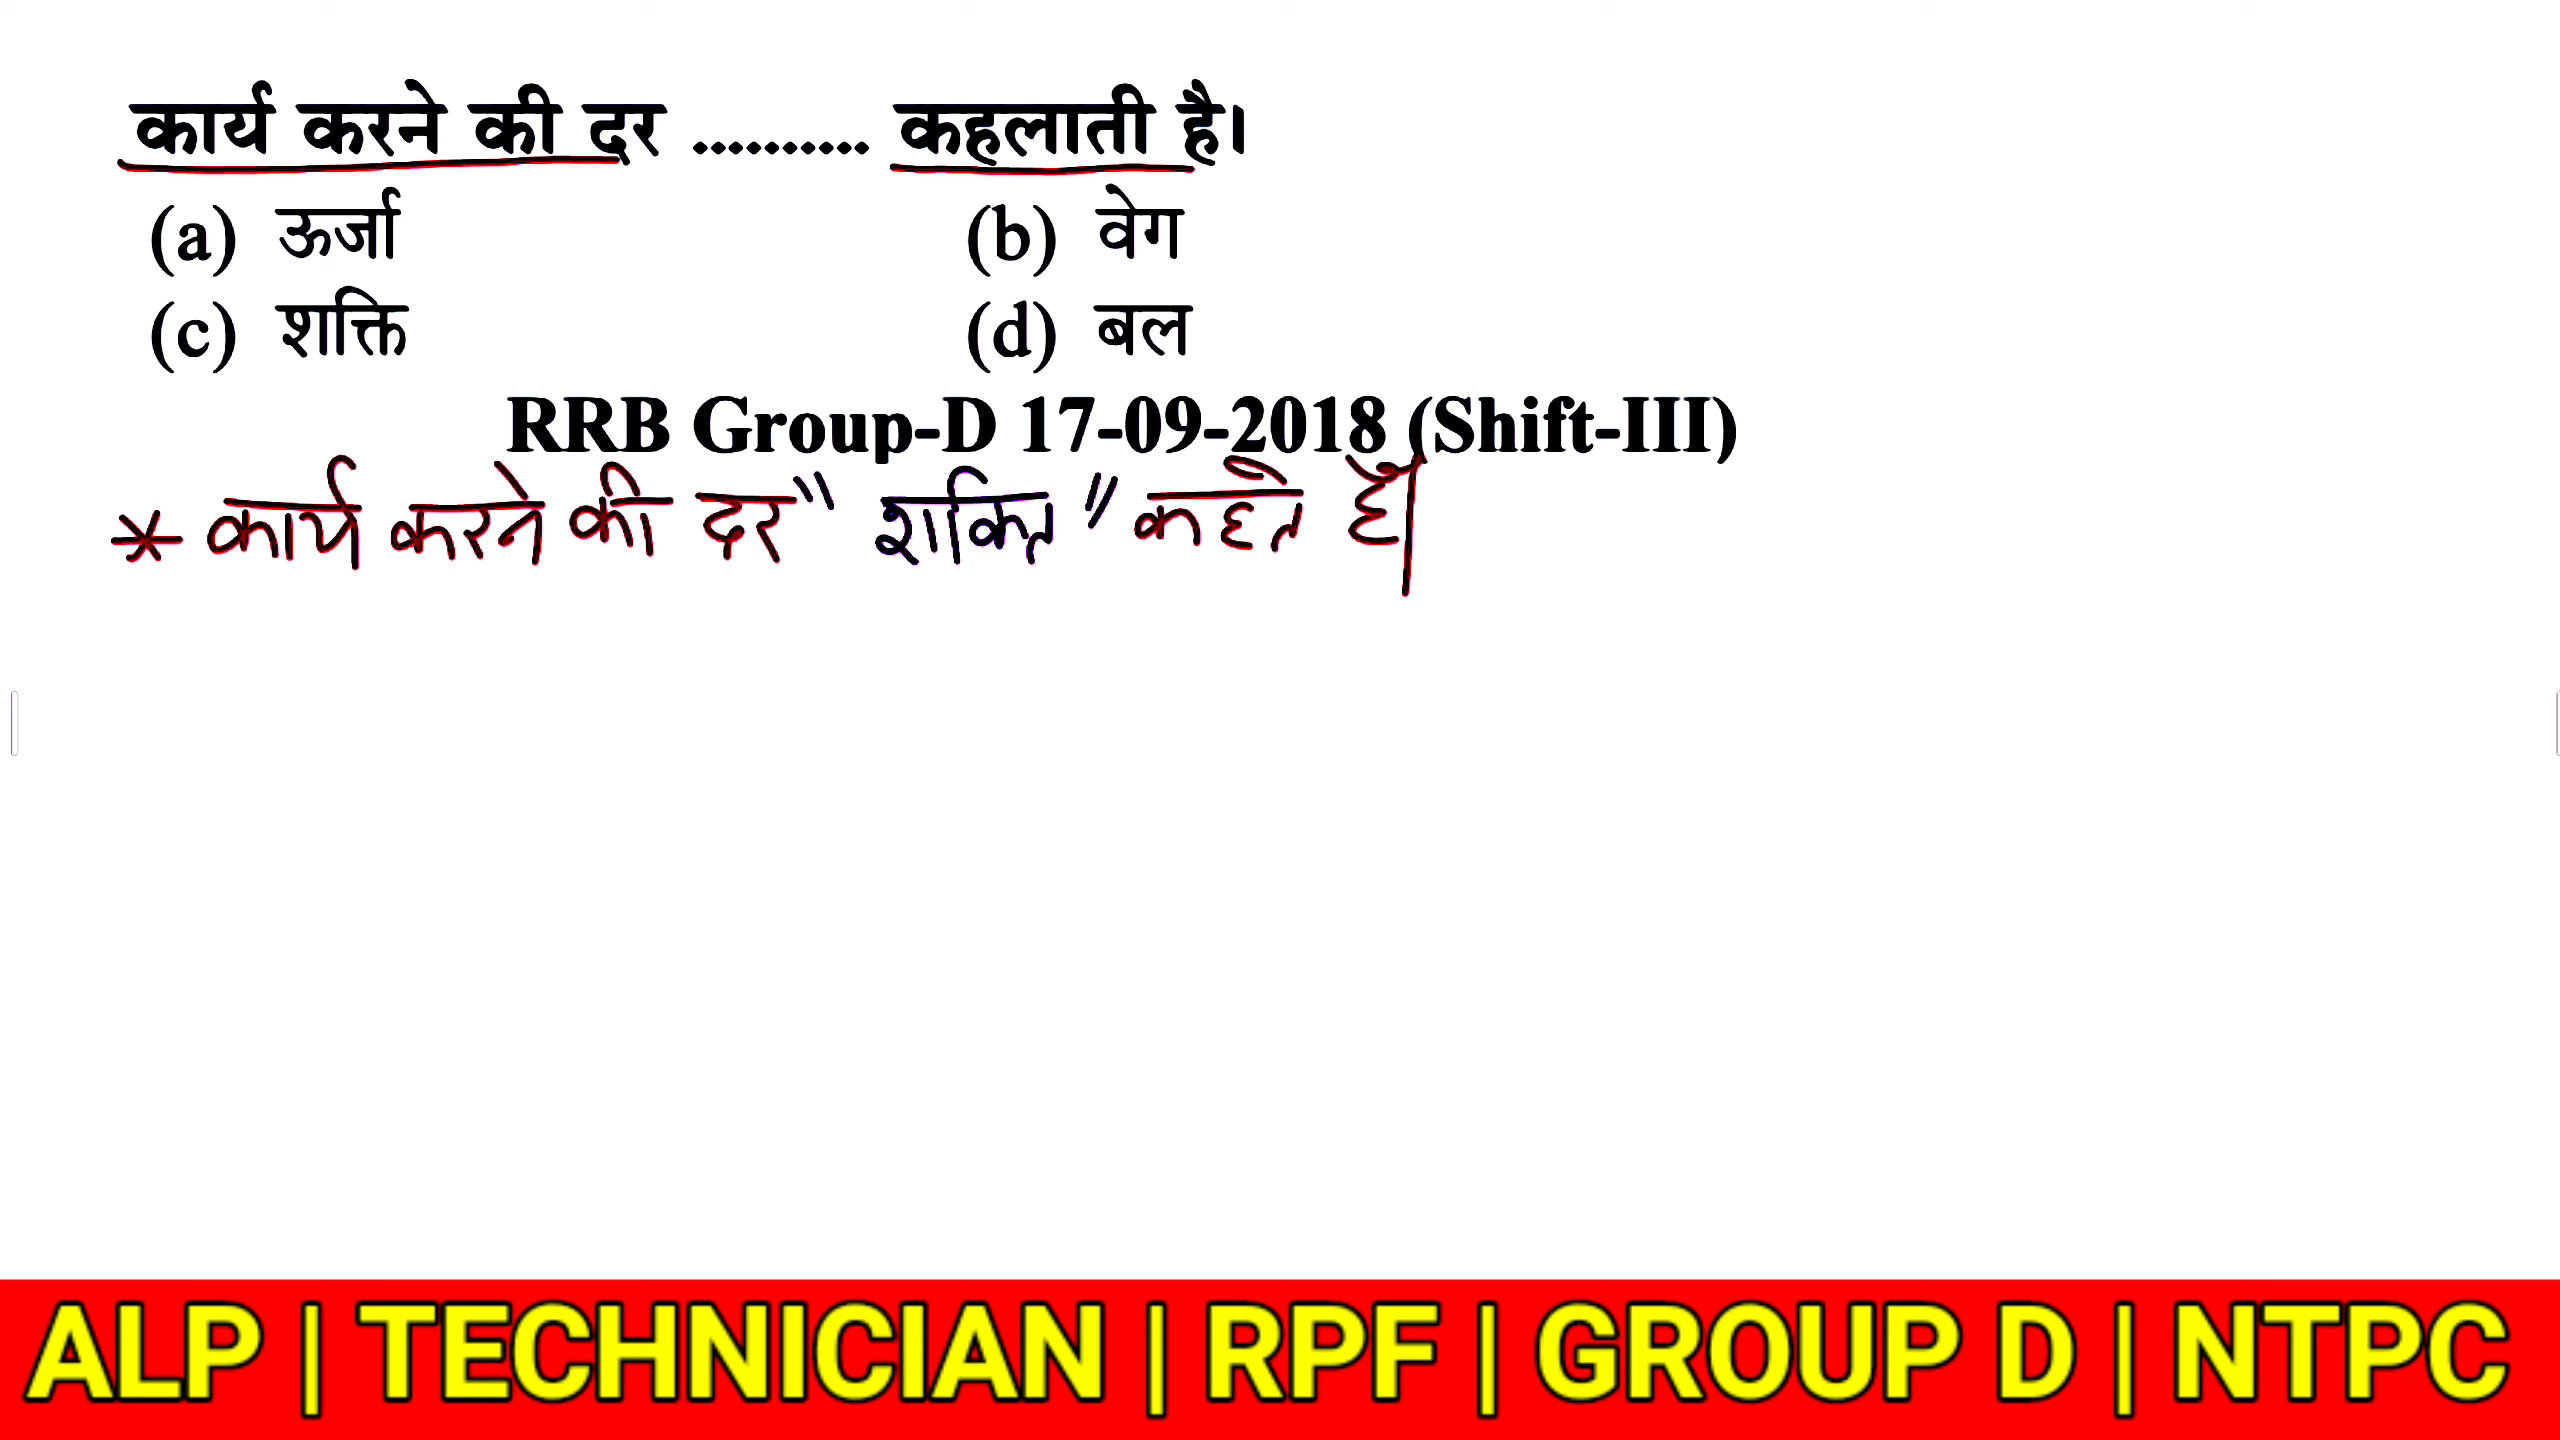 कार्य करने की दर .......... कहलाती है।
(a) ऊर्जा (b) वेग
(c) शक्ति (d) बल
RRB Group-D 17-09-2018 (Shift-III)
* कार्य करने की दर "शक्ति" कहते हैं|
ALP | TECHNICIAN | RPF | GROUP D | NTPC